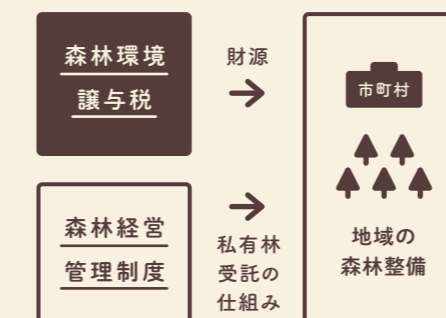 森林環境
譲与税
財源
森林経営
管理制度
私有林
受託の
仕組み
市町村
地域の
森林整備